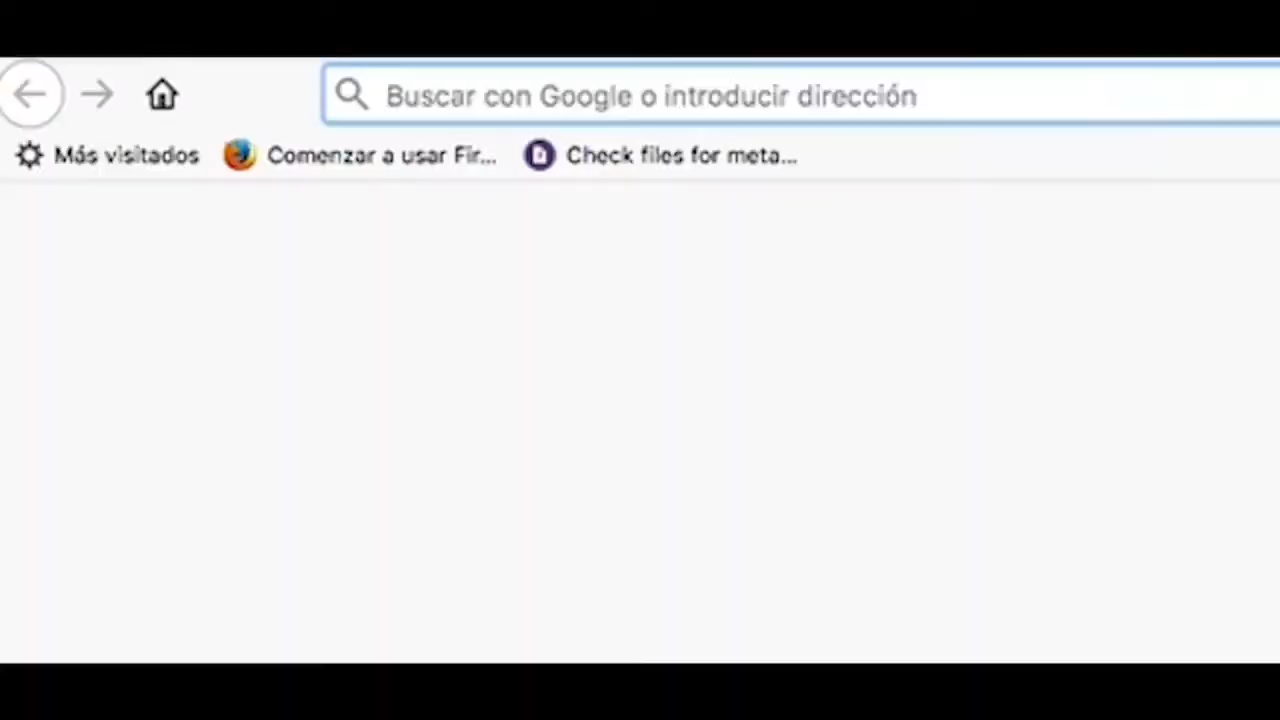 Buscar con Google o introducir dirección
Más visitados Comenzar a usar Fir... Check files for meta...